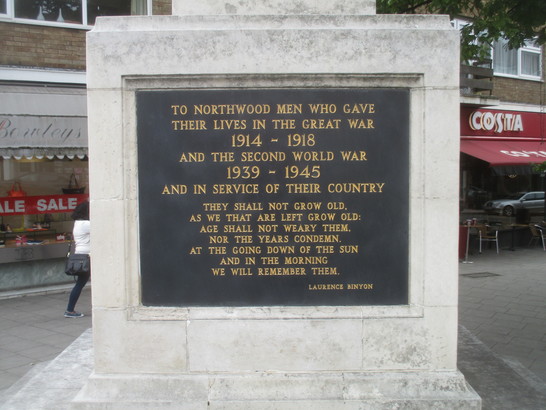 TO NORTHWOOD MEN WHO GAVE
THEIR LIVES IN THE GREAT WAR
1914 - 1918
AND THE SECOND WORLD WAR
1939 - 1945
AND IN SERVICE OF THEIR COUNTRY
THEY SHALL NOT GROW OLD,
AS WE THAT ARE LEFT GROW OLD:
AGE SHALL NOT WEARY THEM,
NOR THE YEARS CONDEMN.
AT THE GOING DOWN OF THE SUN
AND IN THE MORNING
WE WILL REMEMBER THEM.
LAURENCE BINYON
Bowleys
ALE SALE
COSTA